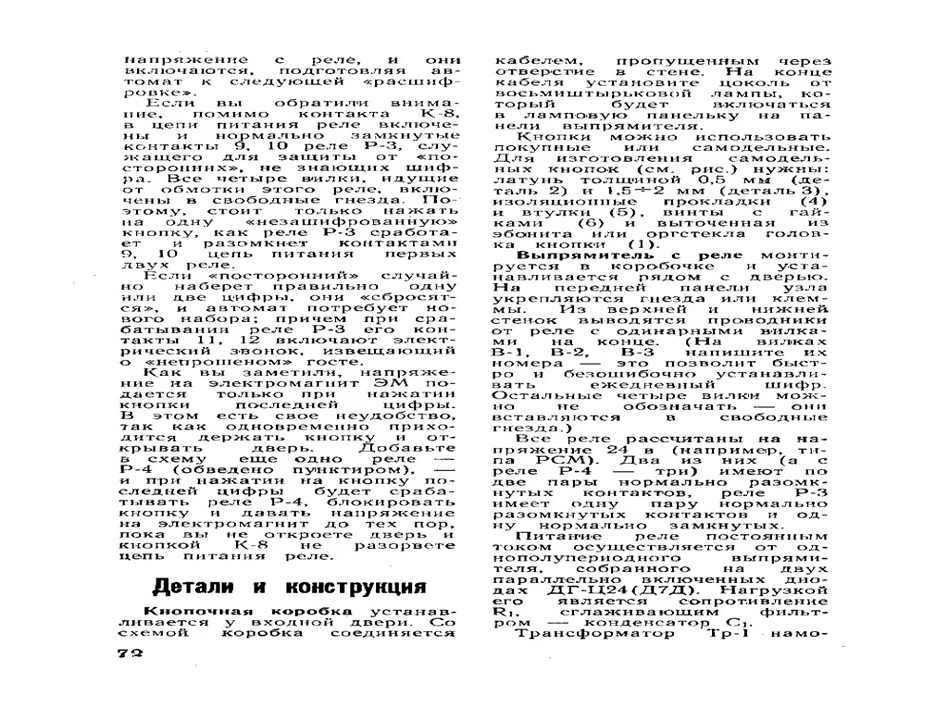 напряжение с реле, и они
включаются, подготовляя ав-
томат к следующей «расшиф-
ровке».
Если вы обратили внима-
ние, помимо контакта К-8,
в цепи питания реле включе-
ны и нормально замкнутые
контакты 9, 10 реле Р-3, слу-
жащего для защиты от «по-
сторонних», не знающих шиф-
ра. Все четыре вилки, идущие
от обмотки этого реле, вклю-
чены в свободные гнезда. По-
этому, стоит только нажать
на одну «незашифрованную»
кнопку, как реле Р-3 сработа-
ет и разомкнет контактами
9, 10 цепь питания первых
двух реле.
Если «посторонний» случай-
но наберет правильно одну
или две цифры, они «сбросят-
ся», и автомат потребует но-
вого набора; причем при сра-
батывании реле Р-3 его кон-
такты 11, 12 включают элект-
рический звонок, извещающий
о «непрошеном» госте.
Как вы заметили, напряже-
ние на электромагнит ЭМ по-
дается только при нажатии
кнопки последней цифры.
В этом есть свое неудобство,
так как одновременно прихо-
дится держать кнопку и от-
крывать дверь. Добавьте
в схему еще одно реле —
Р-4 (обведено пунктиром), —
и при нажатии на кнопку по-
следней цифры будет сраба-
тывать реле Р-4, блокировать
кнопку и давать напряжение
на электромагнит до тех пор,
пока вы не откроете дверь и
кнопкой К-8 не разорвете
цепь питания реле.
Детали и конструкция
Кнопочная коробка устанав-
ливается у входной двери. Со
схемой коробка соединяется
72
кабелем, пропущенным через
отверстие в стене. На конце
кабеля установите цоколь от
восьмиштырьковой лампы, ко-
торый будет включаться
в ламповую панельку на па-
нели выпрямителя.
Кнопки можно использовать
покупные или самодельные.
Для изготовления самодель-
ных кнопок (см. рис.) нужны:
латунь толщиной 0,5 мм (де-
таль 2) и 1,5÷2 мм (деталь 3),
изоляционные прокладки (4)
и втулки (5), винты с гай-
ками (6) и выточенная из
эбонита или оргстекла голов-
ка кнопки (1).
Выпрямитель с реле монти-
руется в коробочке и уста-
навливается рядом с дверью.
На передней панели узла
укрепляются гнезда или клем-
мы. Из верхней и нижней
стенок выводятся проводники
от реле с одинарными вилка-
ми на конце. (На вилках
В-1, В-2, В-3 напишите их
номера — это позволит быст-
ро и безошибочно устанавли-
вать ежедневный шифр.
Остальные четыре вилки мож-
но не обозначать — они
вставляются в свободные
гнезда.)
Все реле рассчитаны на на-
пряжение 24 в (например, ти-
па РСМ). Два из них (а с
реле Р-4 — три) имеют по
две пары нормально разомк-
нутых контактов, реле Р-3
имеет одну пару нормально
разомкнутых контактов и од-
ну нормально замкнутых.
Питание реле постоянным
током осуществляется от од-
нополупериодного выпрями-
теля, собранного на двух
параллельно включенных дио-
дах ДГ-Ц24(Д7Д). Нагрузкой
его является сопротивление
R₁, сглаживающим фильт-
ром — конденсатор С₁.
Трансформатор Тр-1 намо-